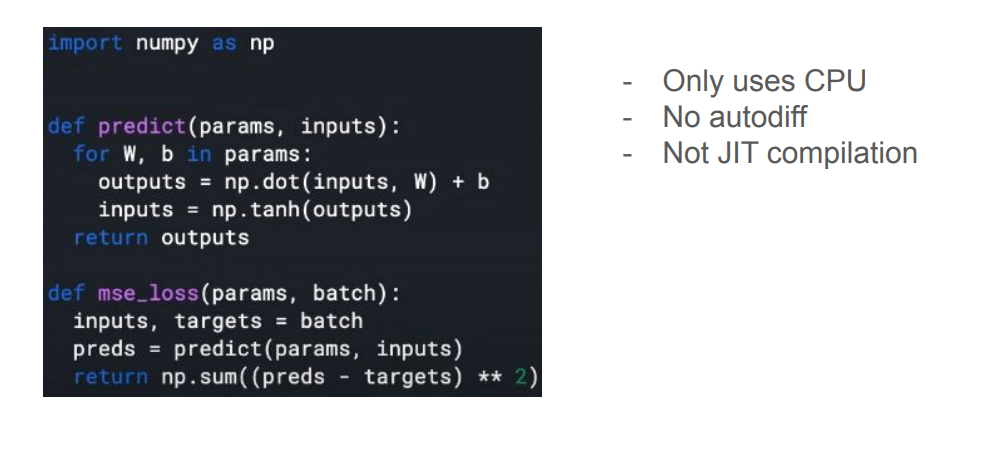 import numpy as np
def predict(params, inputs):
  for W, b in params:
    outputs = np.dot(inputs, W) + b
    inputs = np.tanh(outputs)
  return outputs
def mse_loss(params, batch):
  inputs, targets = batch
  preds = predict(params, inputs)
  return np.sum((preds - targets) ** 2)
- Only uses CPU
- No autodiff
- Not JIT compilation